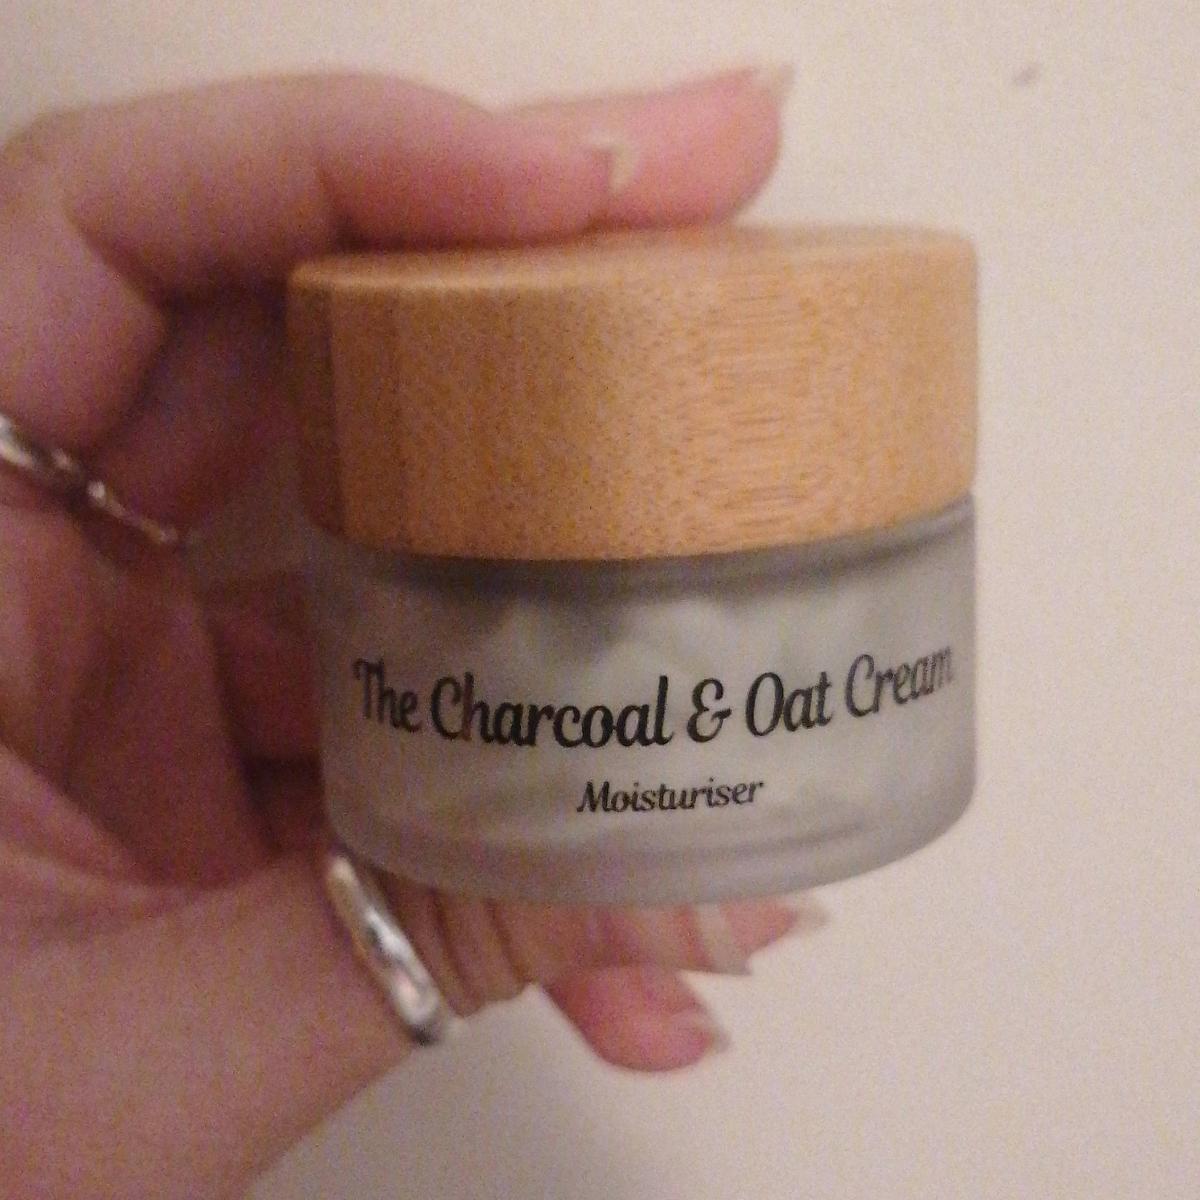 The Charcoal & Oat Cream
Moisturiser